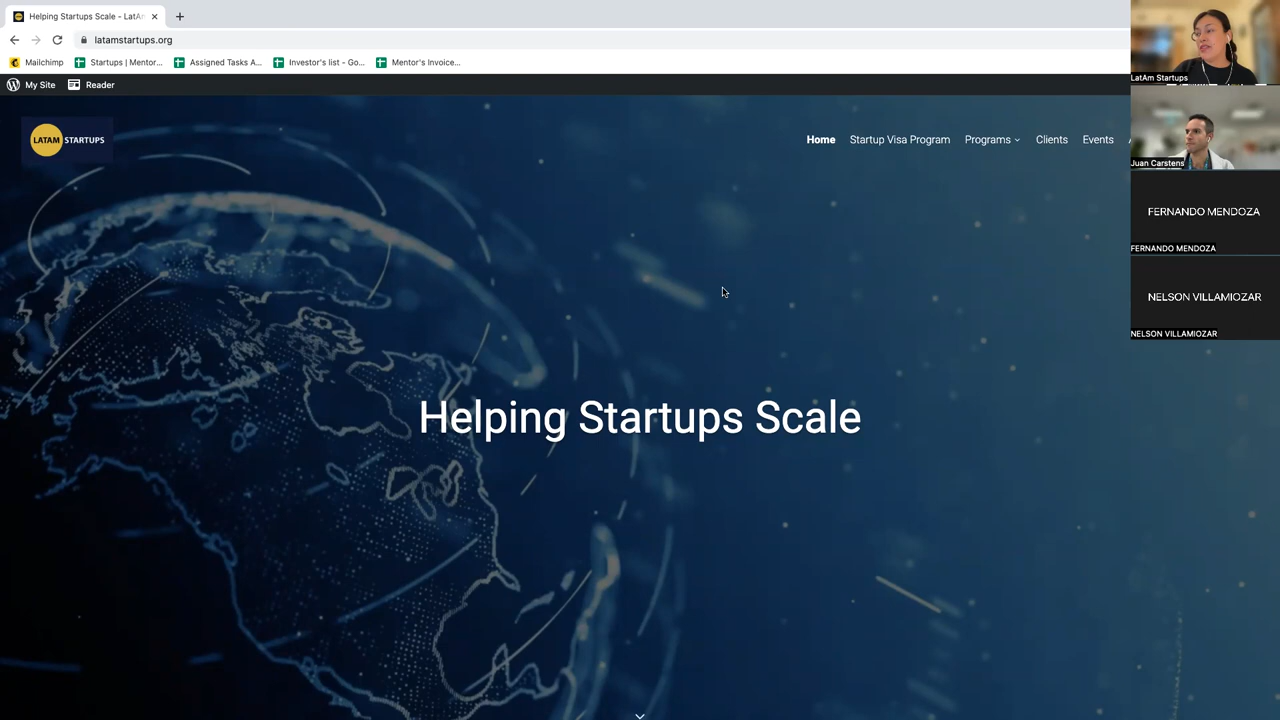 Helping Startups Scale - LatAm
latamstartups.org
Mailchimp
Startups | Mentor...
Assigned Tasks A...
Investor's list - Go...
Mentor's Invoice...
My Site
Reader
LATAM STARTUPS
Home
Startup Visa Program
Programs
Clients
Events
Helping Startups Scale
LatAm Startups
Juan Carstens
FERNANDO MENDOZA
FERNANDO MENDOZA
NELSON VILLAMIOZAR
NELSON VILLAMIOZAR